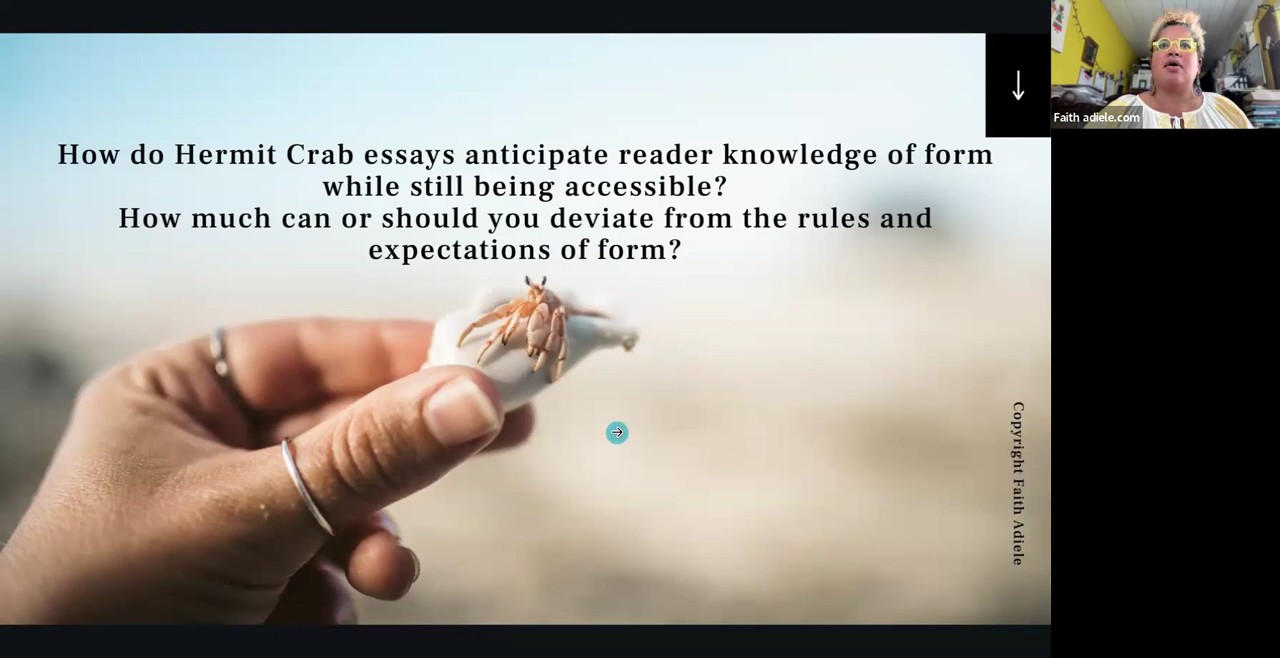 How do Hermit Crab essays anticipate reader knowledge of form
while still being accessible?
How much can or should you deviate from the rules and
expectations of form?
Copyright Faith Adiele
Faith adiele.com